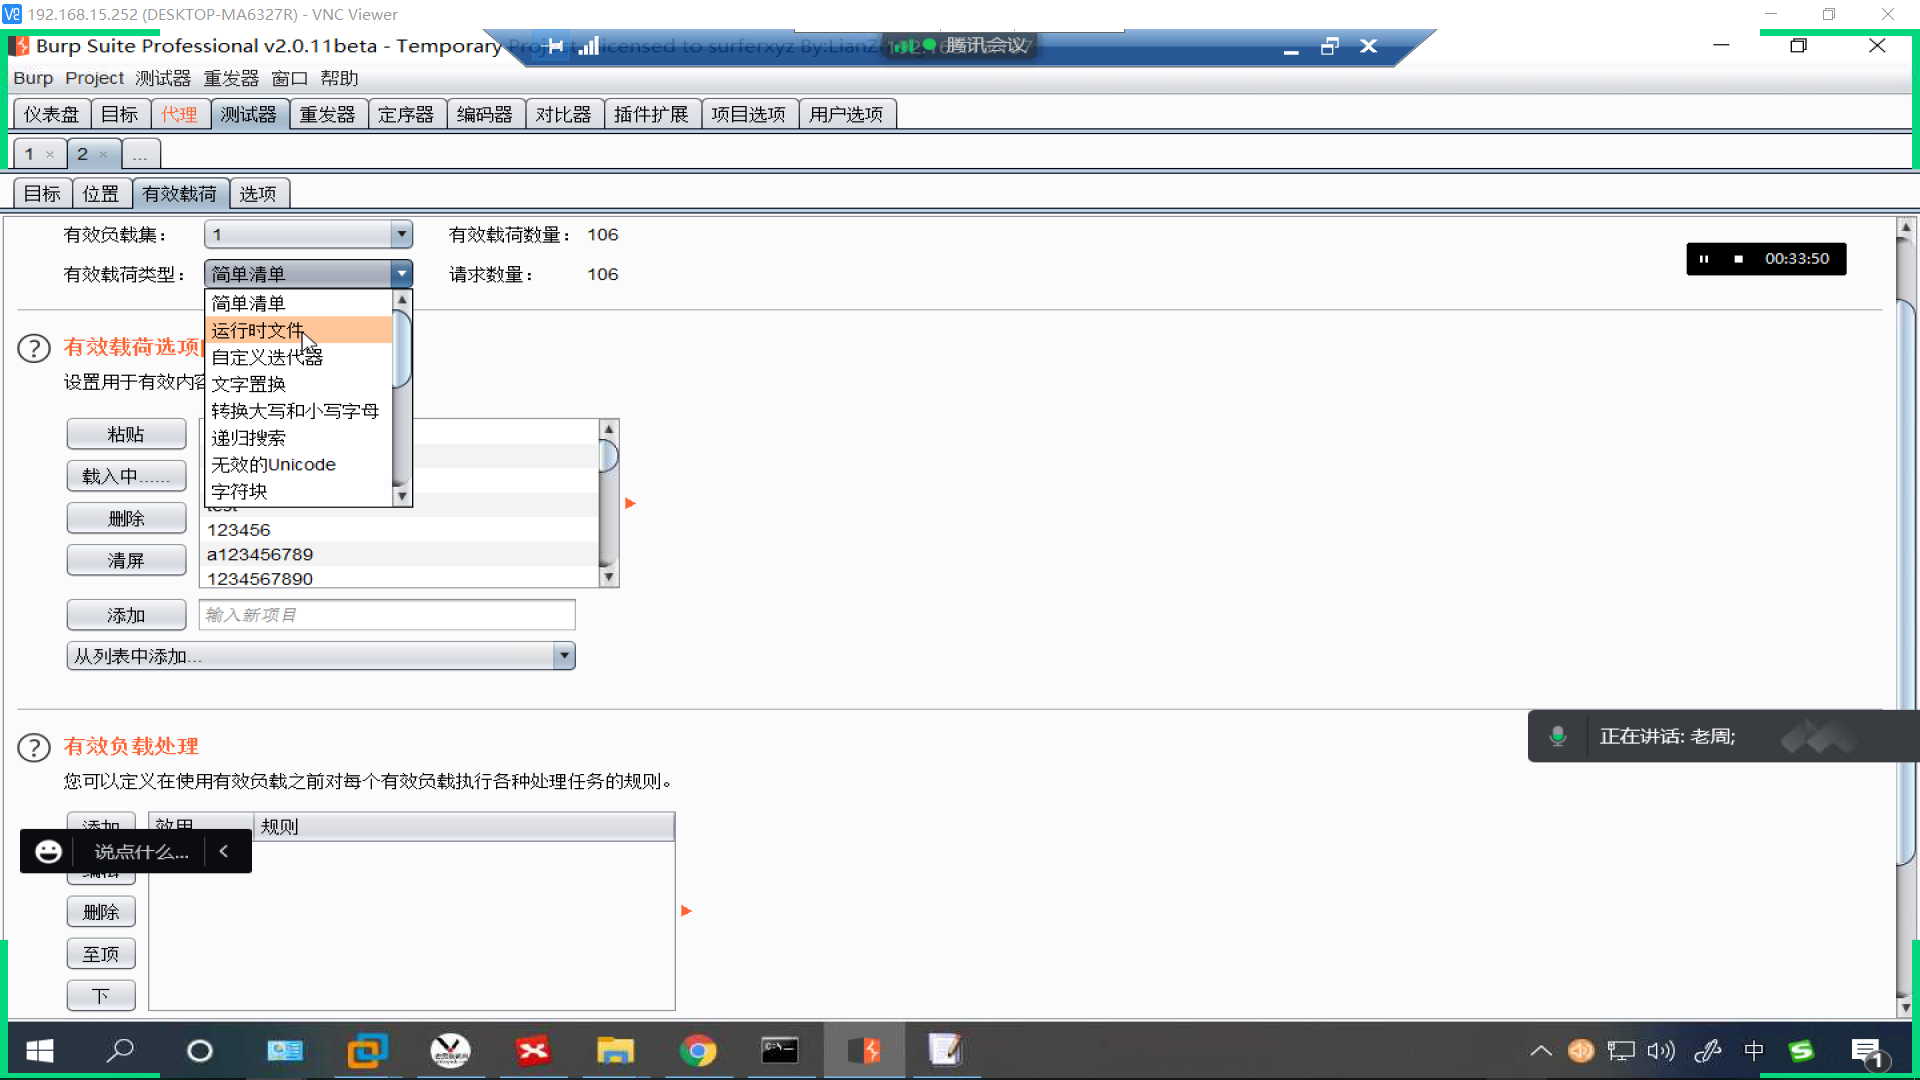 192.168.15.252 (DESKTOP-MA6327R) - VNC Viewer
Burp Suite Professional v2.0.11beta - Temporary Project - licensed to surferxyz By:LianZ
腾讯会议
Burp Project 测试器 重发器 窗口 帮助
仪表盘 目标 代理 测试器 重发器 定序器 编码器 对比器 插件扩展 项目选项 用户选项
1 × 2 × ...
目标 位置 有效载荷 选项
有效负载集： 1 有效载荷数量： 106
有效载荷类型： 简单清单 请求数量： 106
00:33:50
简单清单
运行时文件
自定义迭代器
文字置换
转换大写和小写字母
递归搜索
无效的Unicode
字符块
有效载荷选项
设置用于有效内容
粘贴
载入中......
删除
清屏
test
123456
a123456789
1234567890
添加 输入新项目
从列表中添加...
正在讲话: 老周;
有效负载处理
您可以定义在使用有效负载之前对每个有效负载执行各种处理任务的规则。
添加 效用 规则
说点什么...
编辑
删除
至顶
下
中
1